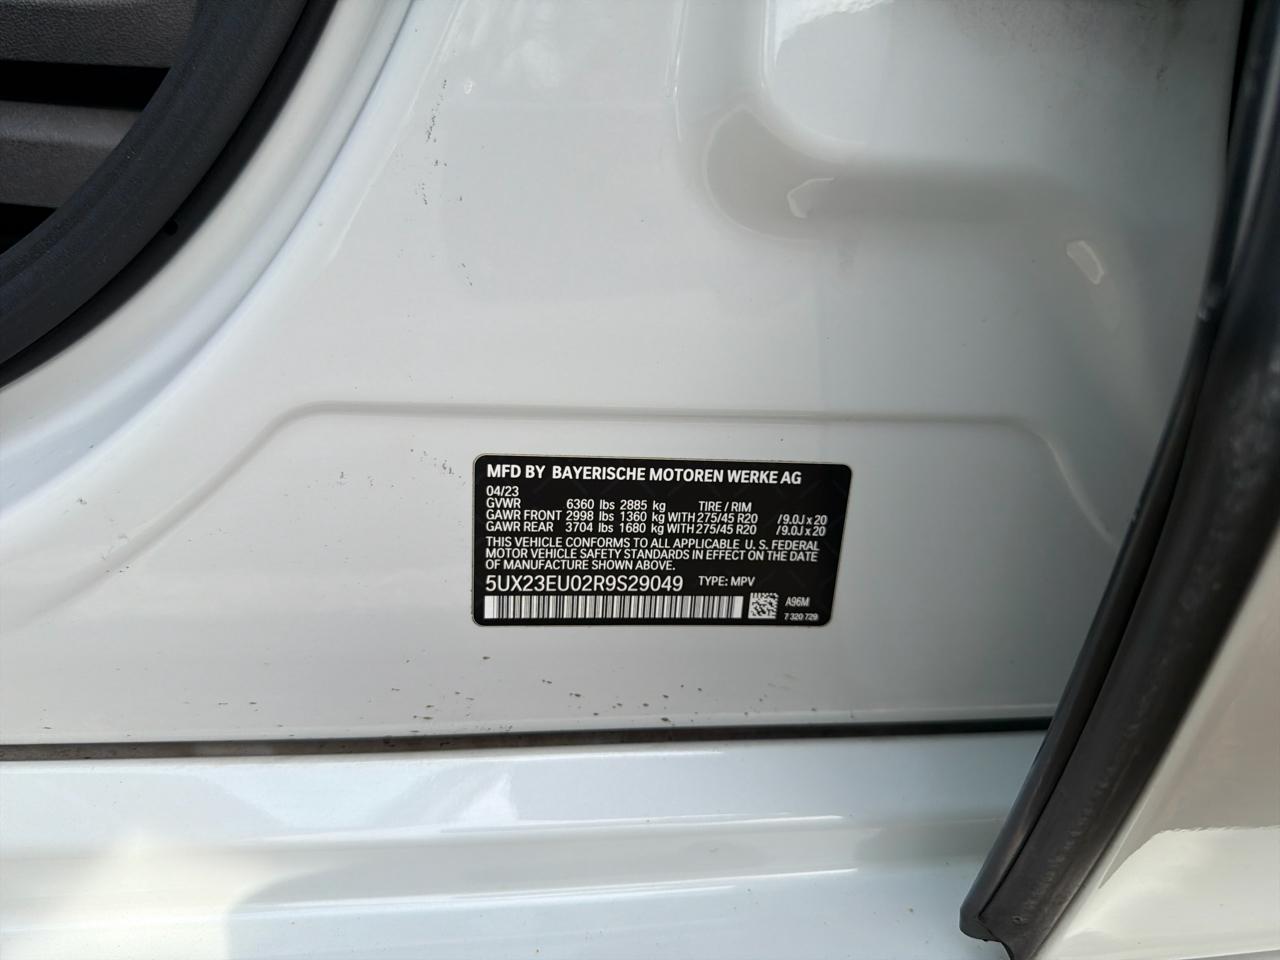 MFD BY BAYERISCHE MOTOREN WERKE AG
04/23
GVWR 6360 lbs 2885 kg TIRE / RIM
GAWR FRONT 2998 lbs 1360 kg WITH 275/45 R20 / 9.0J x 20
GAWR REAR 3704 lbs 1680 kg WITH 275/45 R20 / 9.0J x 20
THIS VEHICLE CONFORMS TO ALL APPLICABLE U. S. FEDERAL
MOTOR VEHICLE SAFETY STANDARDS IN EFFECT ON THE DATE
OF MANUFACTURE SHOWN ABOVE.
5UX23EU02R9S29049 TYPE: MPV
A96M
7 320 729